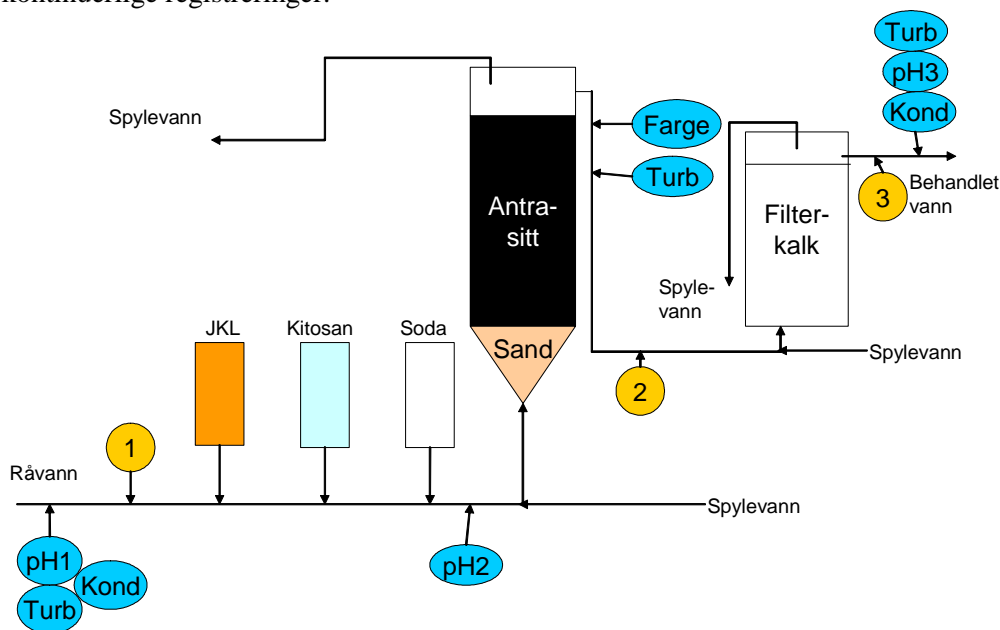 kontinuerlige registreringer.
Turb
pH3
Kond
Spylevann
Farge
Turb
Antra-
sitt
3
Behandlet
vann
Filter-
kalk
Spyle-
vann
JKL
Kitosan
Soda
Sand
Spylevann
2
1
Råvann
Spylevann
pH1
Kond
Turb
pH2